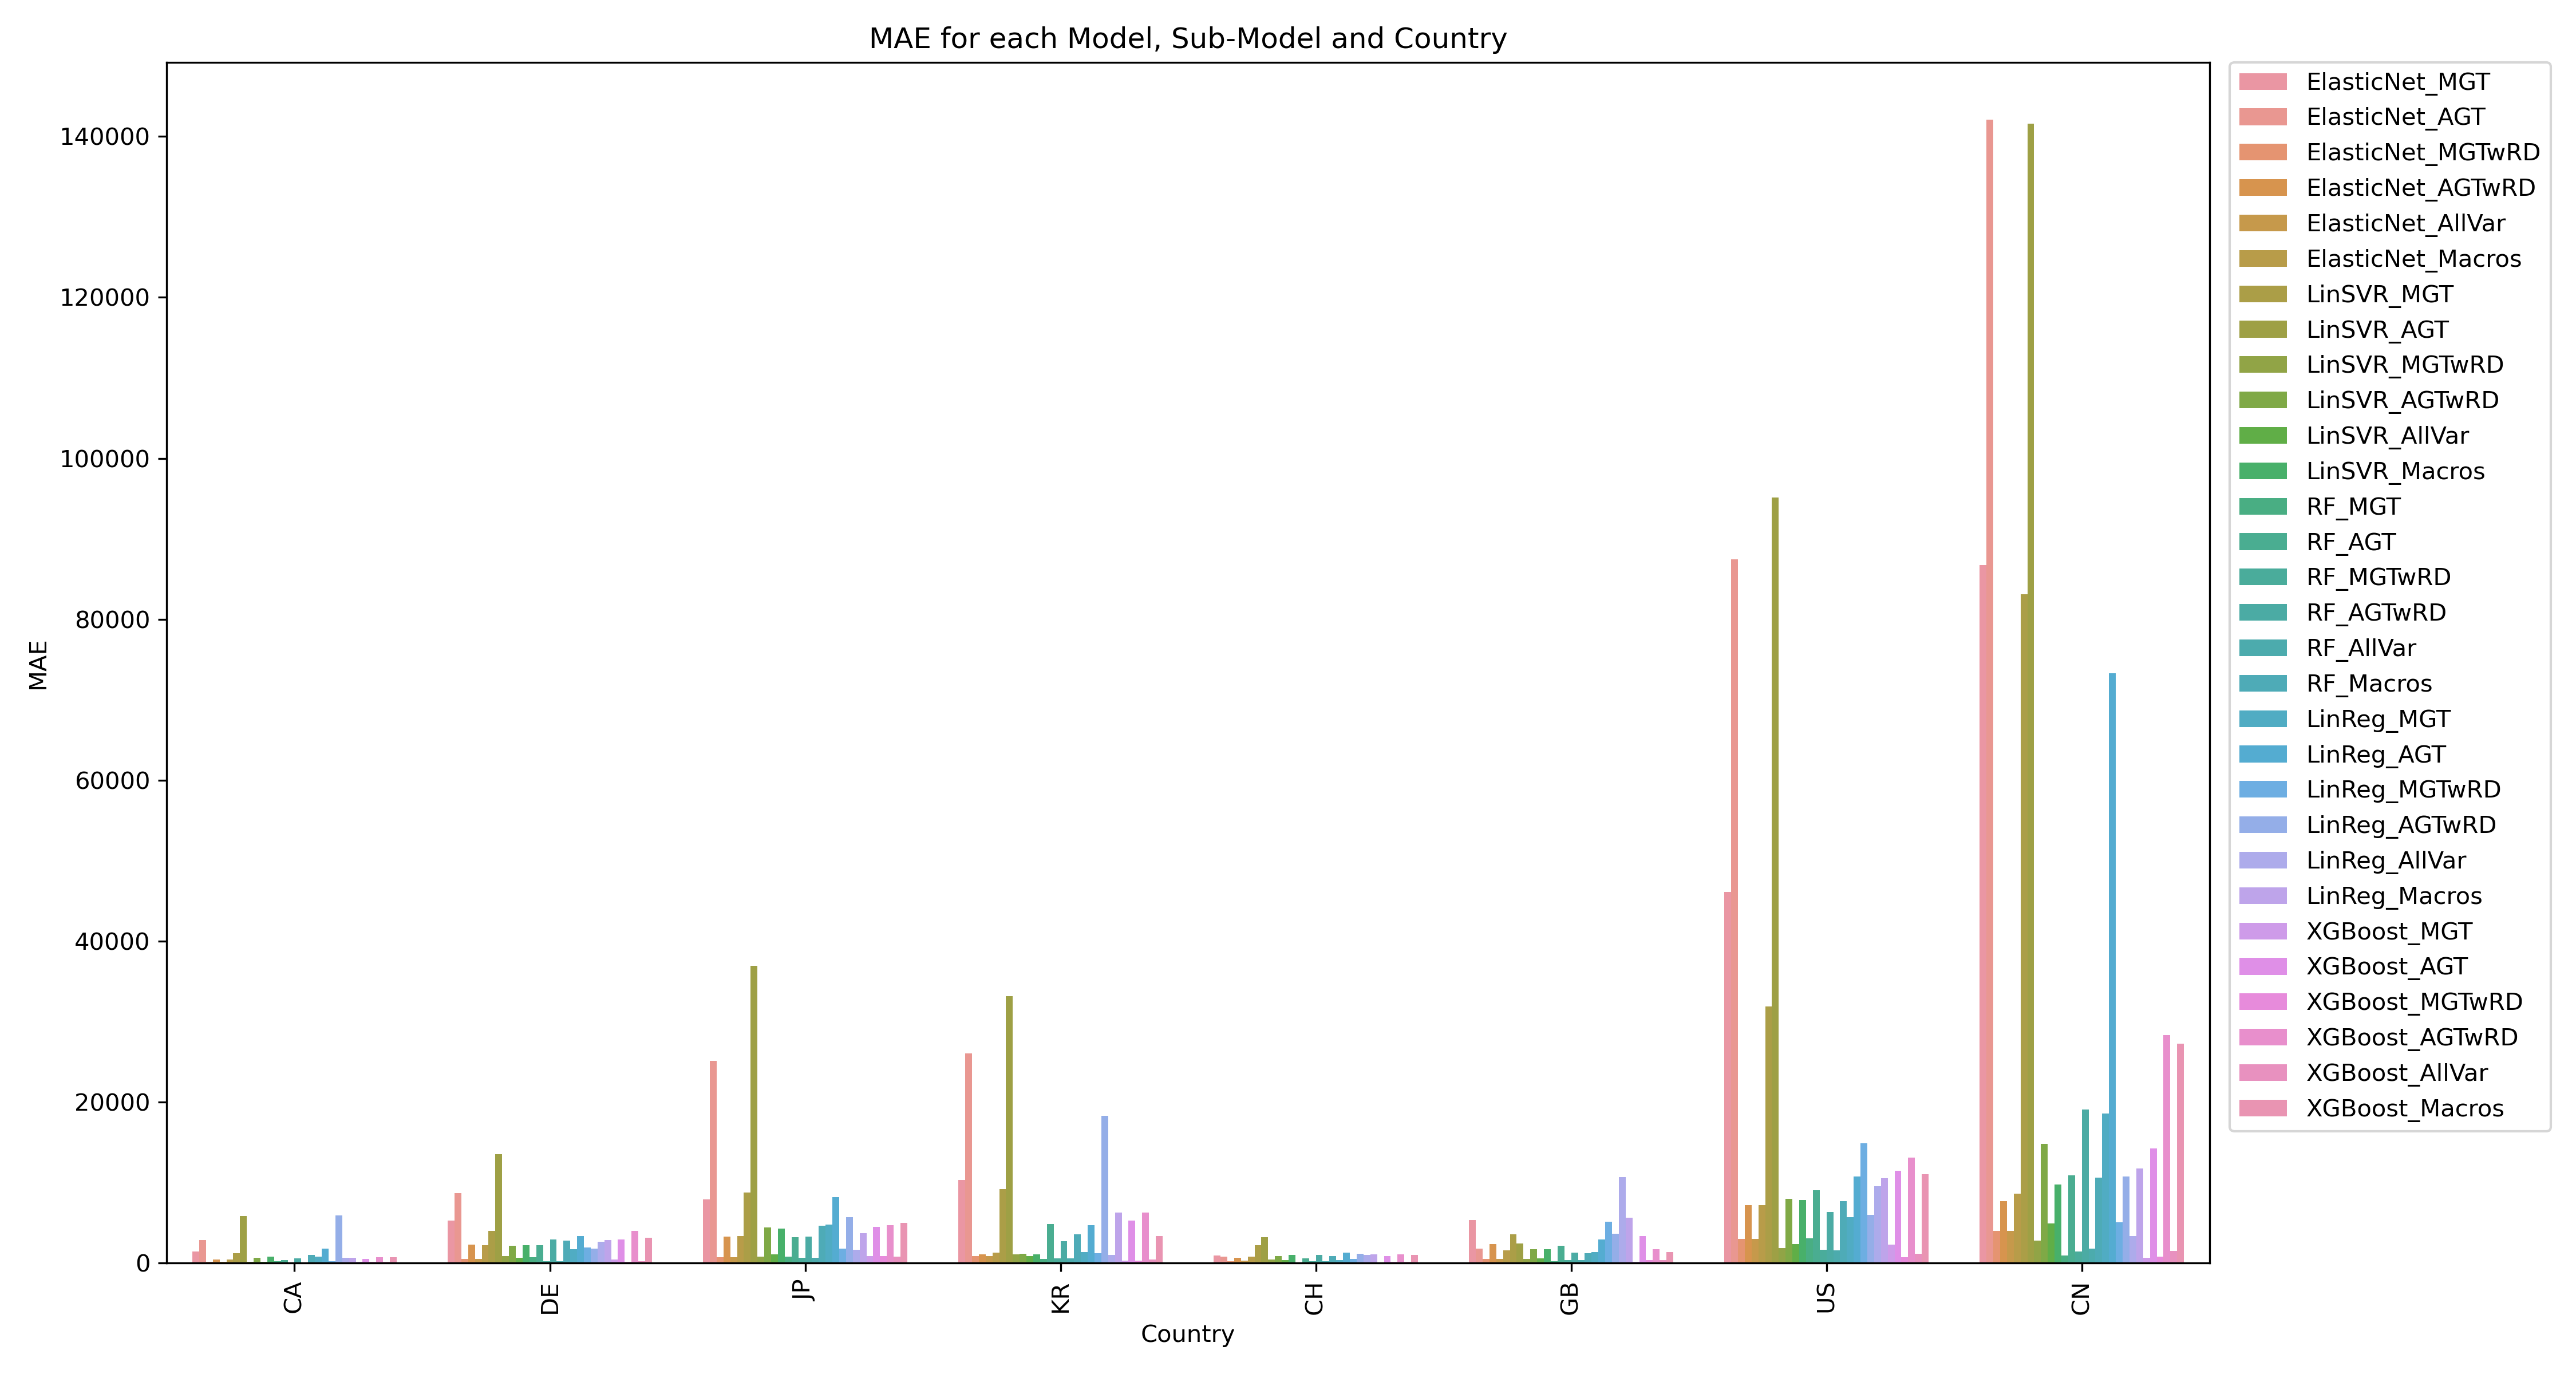 MAE for each Model, Sub-Model and Country
MAE
140000
120000
100000
80000
60000
40000
20000
0
CA
DE
JP
KR
CH
GB
US
CN
Country
ElasticNet_MGT
ElasticNet_AGT
ElasticNet_MGTwRD
ElasticNet_AGTwRD
ElasticNet_AllVar
ElasticNet_Macros
LinSVR_MGT
LinSVR_AGT
LinSVR_MGTwRD
LinSVR_AGTwRD
LinSVR_AllVar
LinSVR_Macros
RF_MGT
RF_AGT
RF_MGTwRD
RF_AGTwRD
RF_AllVar
RF_Macros
LinReg_MGT
LinReg_AGT
LinReg_MGTwRD
LinReg_AGTwRD
LinReg_AllVar
LinReg_Macros
XGBoost_MGT
XGBoost_AGT
XGBoost_MGTwRD
XGBoost_AGTwRD
XGBoost_AllVar
XGBoost_Macros